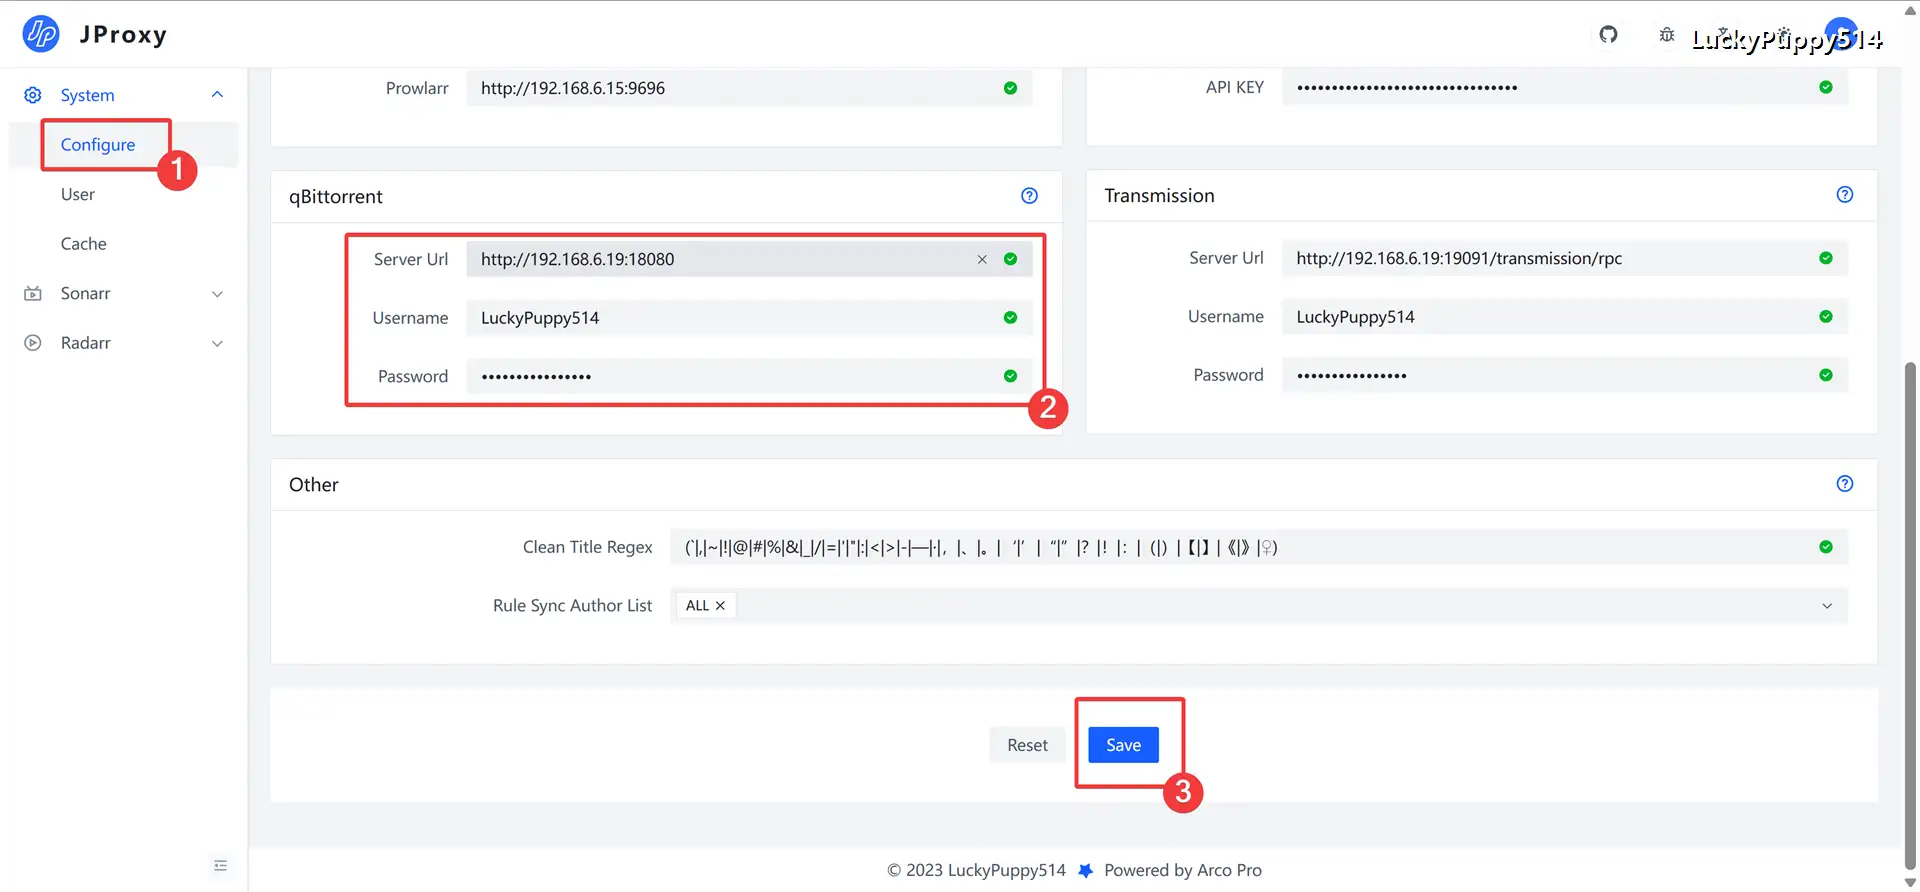 JProxy
LuckyPuppy514
System
Configure
1
User
Cache
Sonarr
Radarr
Prowlarr
http://192.168.6.15:9696
API KEY
••••••••••••••••••••••••••••••••
qBittorrent
Server Url
http://192.168.6.19:18080
Username
LuckyPuppy514
Password
••••••••••••••••
2
Transmission
Server Url
http://192.168.6.19:19091/transmission/rpc
Username
LuckyPuppy514
Password
••••••••••••••••
Other
Clean Title Regex
(`|,|~|!|@|#|%|&|_|/|=|'|"|:|<|>|-|—|·|，|、|。|‘|’|“|”|？|！|：|（|）|【|】|《|》|♀)
Rule Sync Author List
ALL ×
Reset
Save
3
© 2023 LuckyPuppy514
Powered by Arco Pro